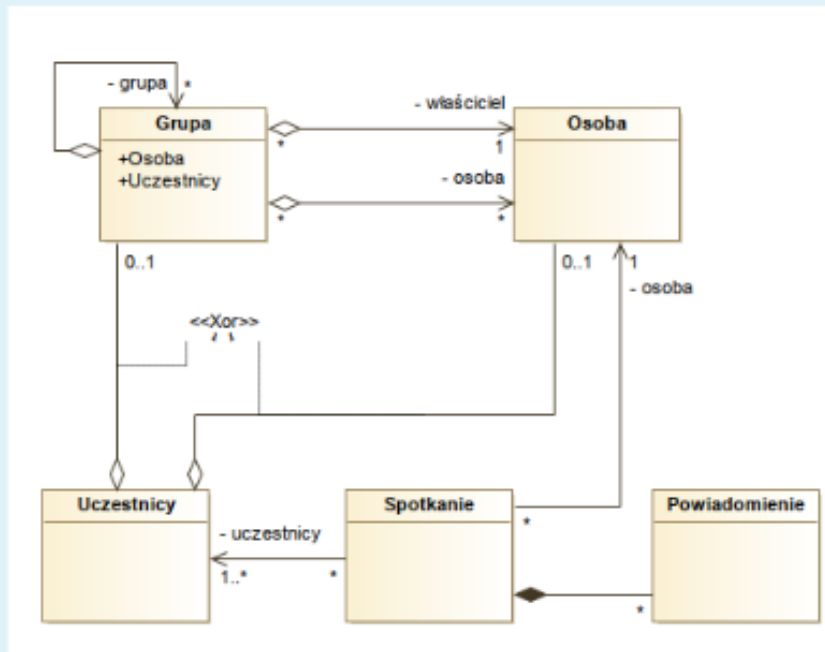 - grupa
*
Grupa
+Osoba
+Uczestnicy
*
*
- właściciel
1
- osoba
*
Osoba
0..1
0..1
1
- osoba
<<Xor>>
{ }
Uczestnicy
- uczestnicy
1..*
*
Spotkanie
*
Powiadomienie
*